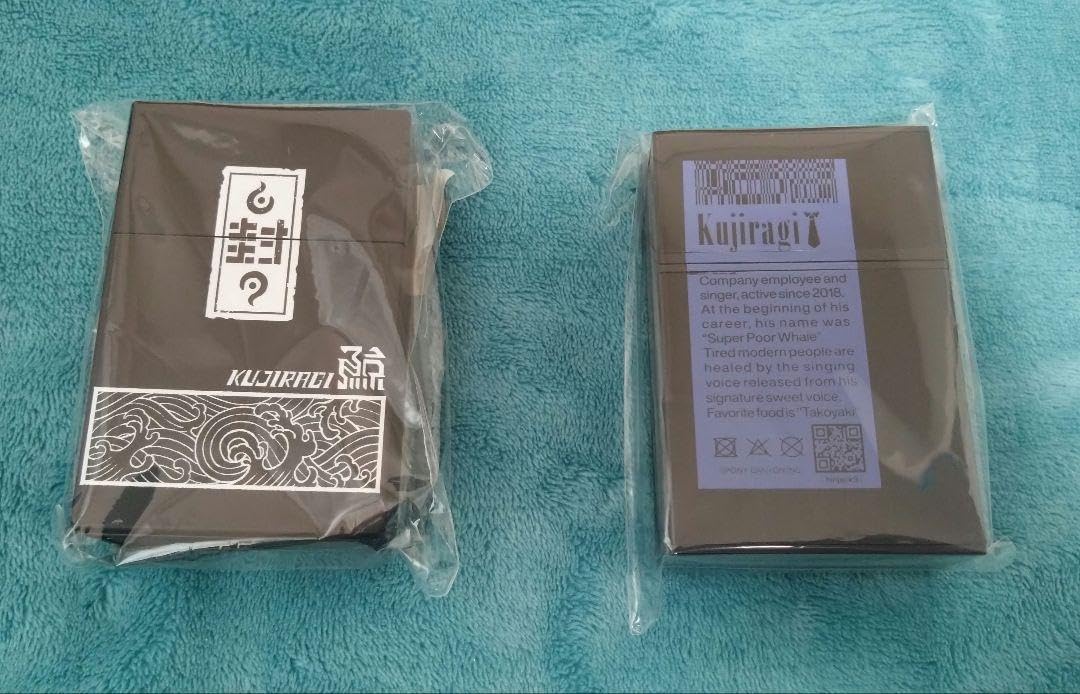 KUJIRAGI 鯨
Kujiragi
Company employee and
singer, active since 2018.
At the beginning of his
career, his name was
"Super Poor Whale"
Tired modern people are
healed by the singing
voice released from his
signature sweet voice.
Favorite food is "Takoyaki"